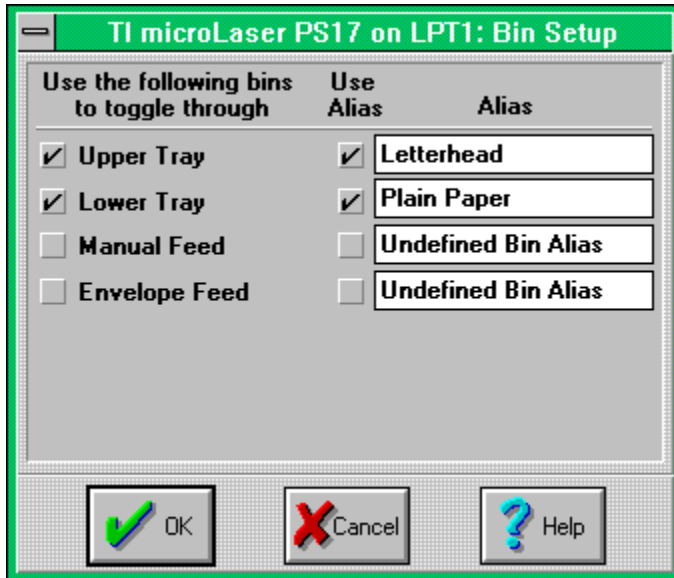 TI microLaser PS17 on LPT1: Bin Setup
Use the following bins
to toggle through
Use
Alias
Alias
Upper Tray
Letterhead
Lower Tray
Plain Paper
Manual Feed
Undefined Bin Alias
Envelope Feed
Undefined Bin Alias
OK
Cancel
Help